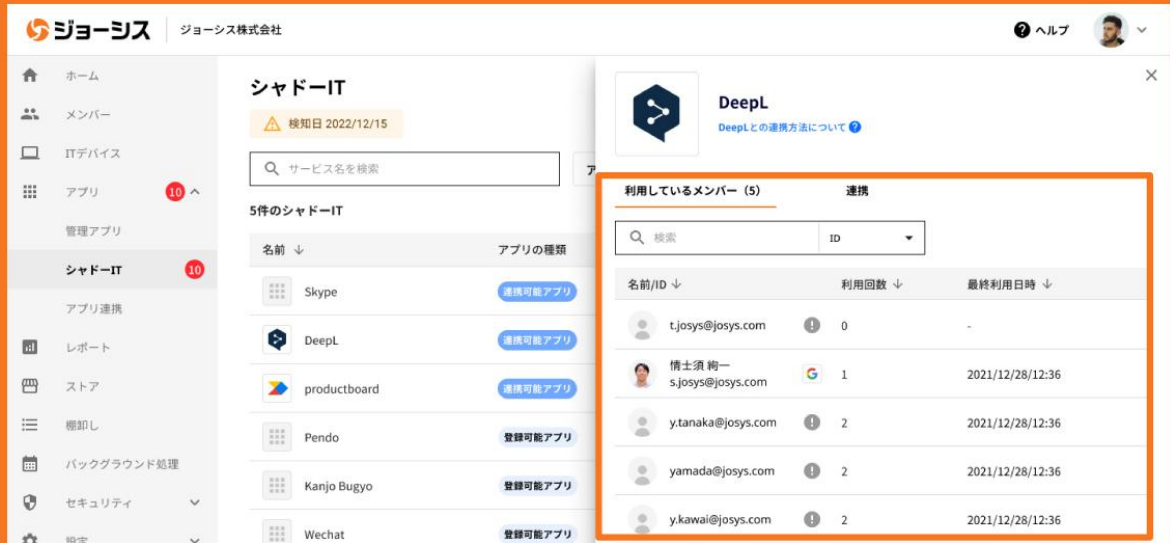 ジョーシス ジョーシス株式会社 ヘルプ
ホーム
メンバー
ITデバイス
アプリ 10
管理アプリ
シャドーIT 10
アプリ連携
レポート
ストア
棚卸し
バックグラウンド処理
セキュリティ
設定
シャドーIT
検知日 2022/12/15
サービス名を検索 ア
5件のシャドーIT
名前 アプリの種類
Skype 連携可能アプリ
DeepL 連携可能アプリ
productboard 連携可能アプリ
Pendo 登録可能アプリ
Kanjo Bugyo 登録可能アプリ
Wechat 登録可能アプリ
DeepL
DeepLとの連携方法について
利用しているメンバー（5） 連携
検索 ID
名前/ID 利用回数 最終利用日時
t.josys@josys.com 0 -
情士須 絢一
s.josys@josys.com 1 2021/12/28/12:36
y.tanaka@josys.com 2 2021/12/28/12:36
yamada@josys.com 2 2021/12/28/12:36
y.kawai@josys.com 2 2021/12/28/12:36